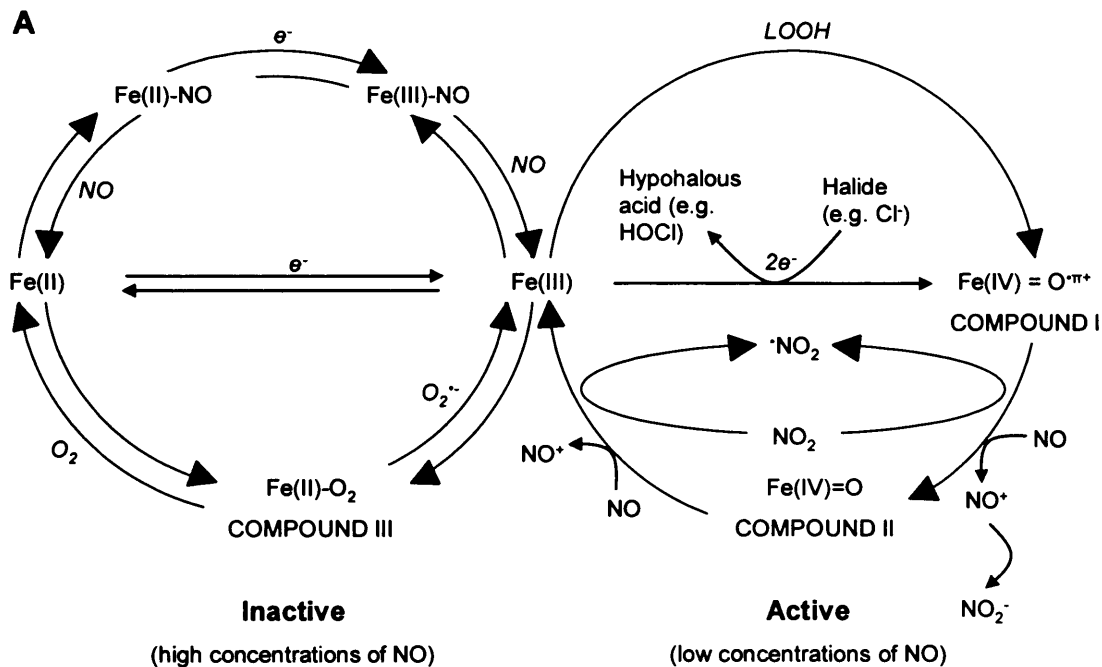 A
e⁻
LOOH
Fe(II)-NO
Fe(III)-NO
NO
NO
Hypohalous
acid (e.g.
HOCl)
Halide
(e.g. Cl⁻)
Fe(II)
e⁻
Fe(III)
2e⁻
Fe(IV) = O•π+
COMPOUND I
•NO₂
O₂•⁻
O₂
NO₂
NO⁺
NO
NO
NO⁺
Fe(II)-O₂
COMPOUND III
Fe(IV)=O
COMPOUND II
NO₂⁻
Inactive
Active
(high concentrations of NO)
(low concentrations of NO)